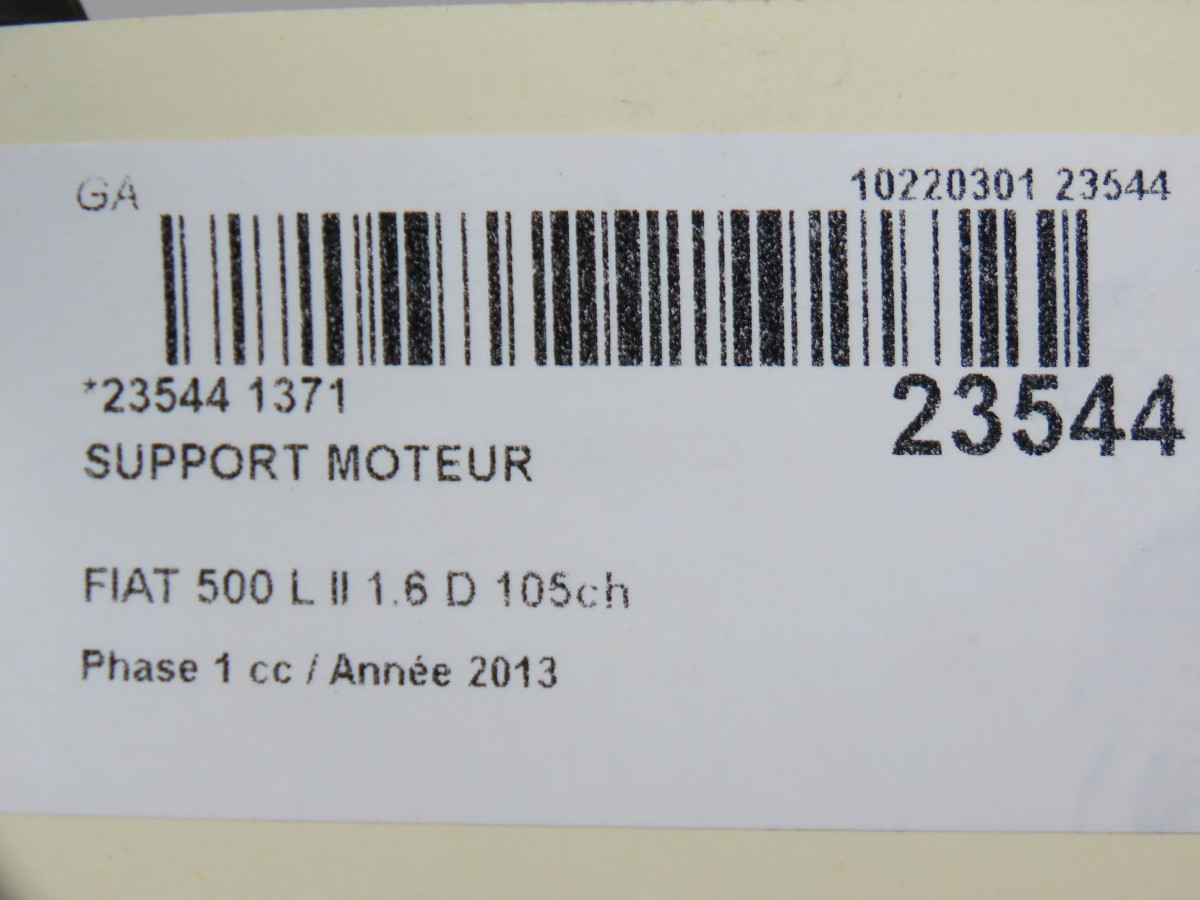 GA
10220301 23544
*23544 1371
23544
SUPPORT MOTEUR
FIAT 500 L II 1.6 D 105ch
Phase 1 cc / Année 2013